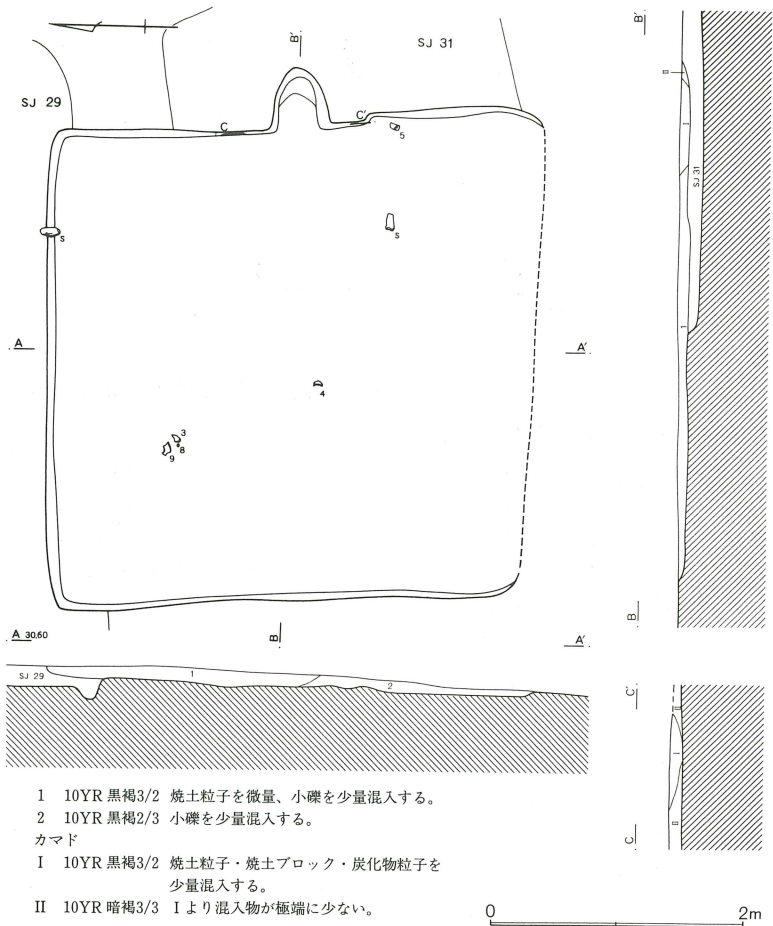 SJ 31
SJ 29
B′
C
C′
5
S
S
A
A′
4
3
8
9
B
A 30.60
A′
SJ 29
1
2
B′
II
I
SJ 31
1
B
C′
II
I
II
C
1 10YR 黒褐3/2 焼土粒子を微量、小礫を少量混入する。
2 10YR 黒褐2/3 小礫を少量混入する。
カマド
I 10YR 黒褐3/2 焼土粒子・焼土ブロック・炭化物粒子を
少量混入する。
II 10YR 暗褐3/3 Iより混入物が極端に少ない。
0 2m